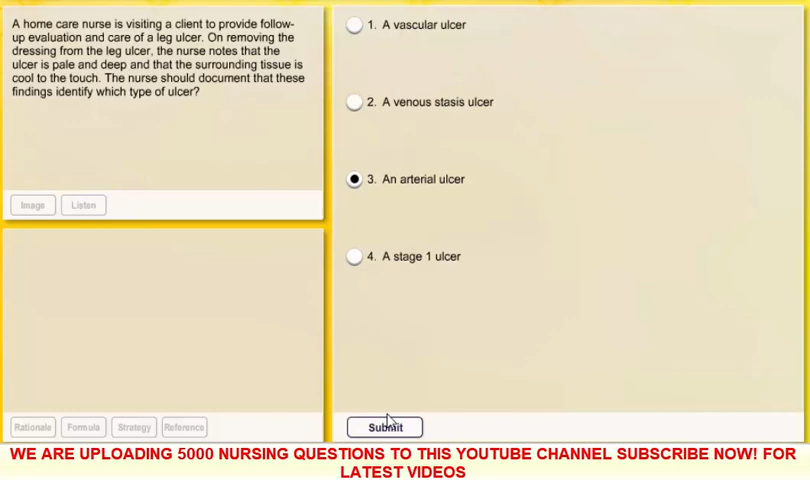 A home care nurse is visiting a client to provide follow-
up evaluation and care of a leg ulcer. On removing the
dressing from the leg ulcer, the nurse notes that the
ulcer is pale and deep and that the surrounding tissue is
cool to the touch. The nurse should document that these
findings identify which type of ulcer?
Image Listen
1. A vascular ulcer
2. A venous stasis ulcer
3. An arterial ulcer
4. A stage 1 ulcer
Rationale Formula Strategy Reference
Submit
WE ARE UPLOADING 5000 NURSING QUESTIONS TO THIS YOUTUBE CHANNEL SUBSCRIBE NOW! FOR
LATEST VIDEOS